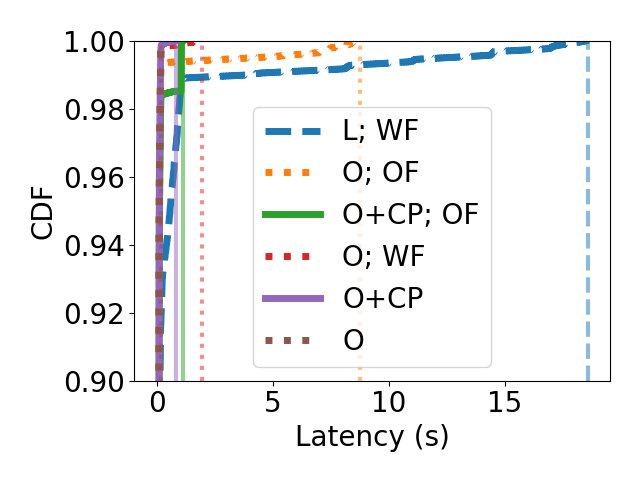 1.00
0.98
0.96
0.94
0.92
0.90
CDF
L; WF
O; OF
O+CP; OF
O; WF
O+CP
O
0
5
10
15
Latency (s)